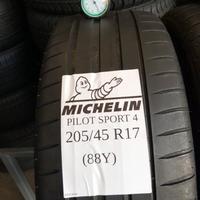 MICHELIN
PILOT SPORT 4
205/45 R17
(88Y)